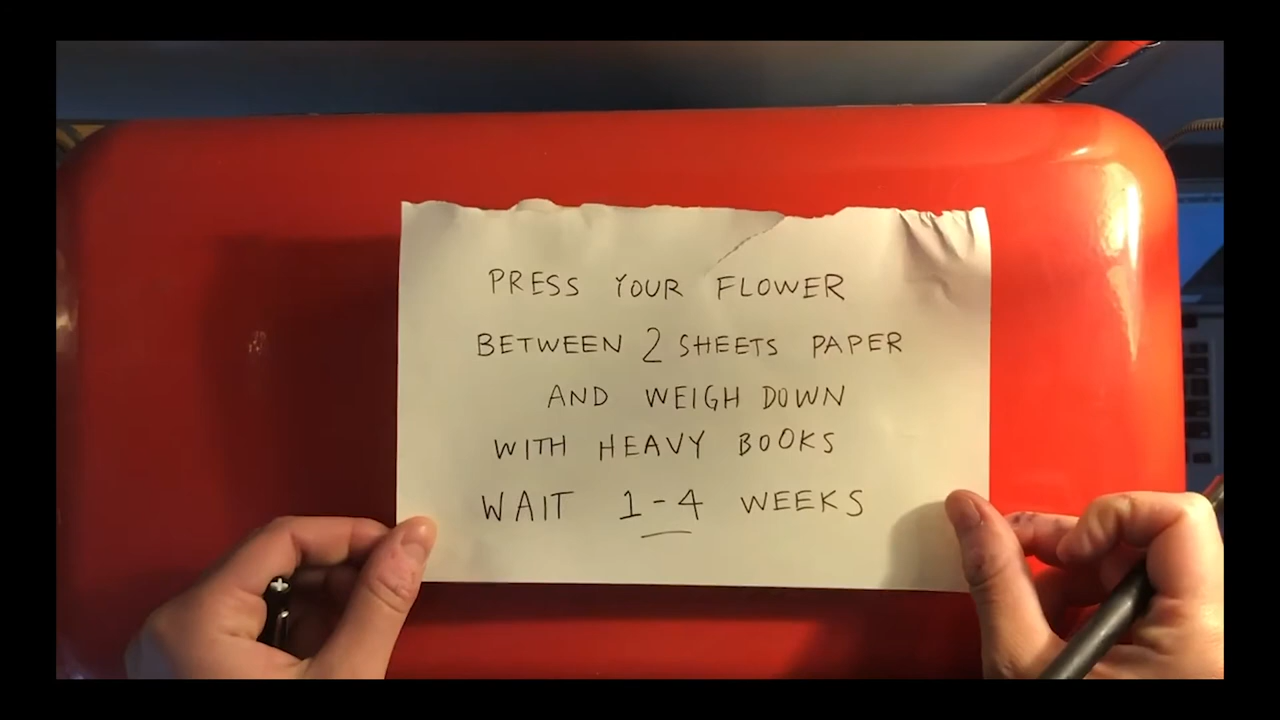 PRESS YOUR FLOWER
BETWEEN 2 SHEETS PAPER
AND WEIGH DOWN
WITH HEAVY BOOKS
WAIT 1-4 WEEKS